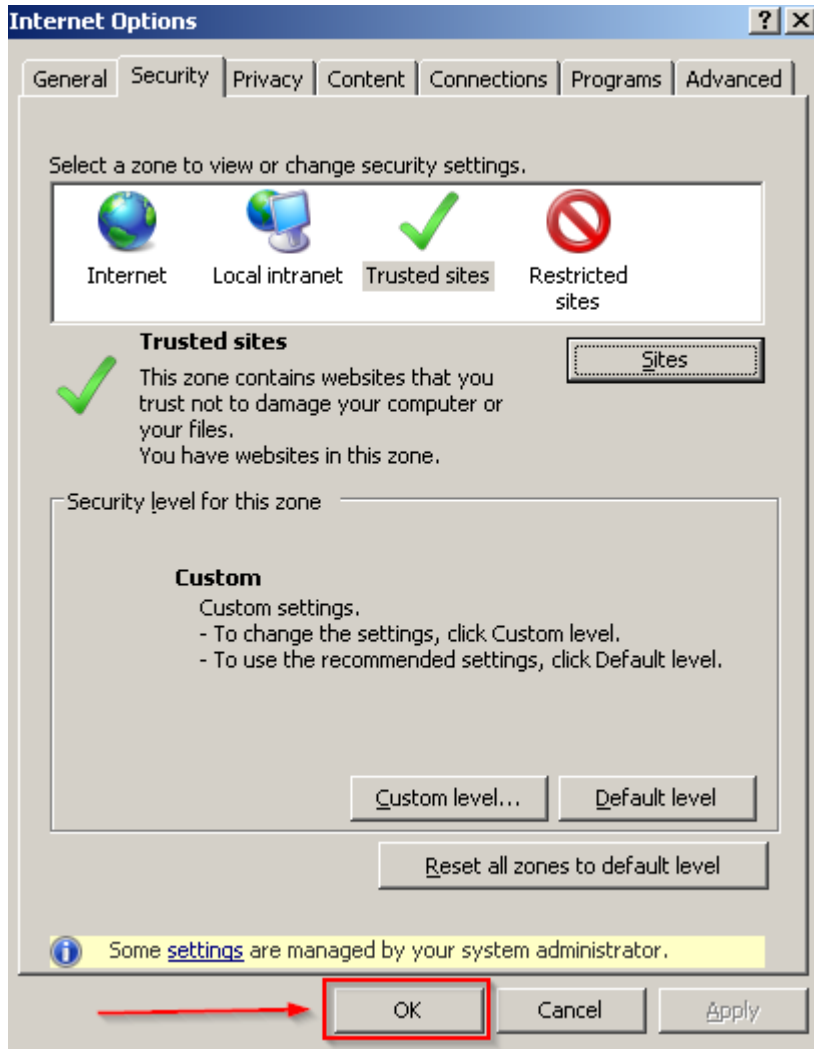 Internet Options
General Security Privacy Content Connections Programs Advanced
Select a zone to view or change security settings.
Internet Local intranet Trusted sites Restricted sites
Trusted sites
Sites
This zone contains websites that you
trust not to damage your computer or
your files.
You have websites in this zone.
Security level for this zone
Custom
Custom settings.
- To change the settings, click Custom level.
- To use the recommended settings, click Default level.
Custom level... Default level
Reset all zones to default level
Some settings are managed by your system administrator.
OK Cancel Apply